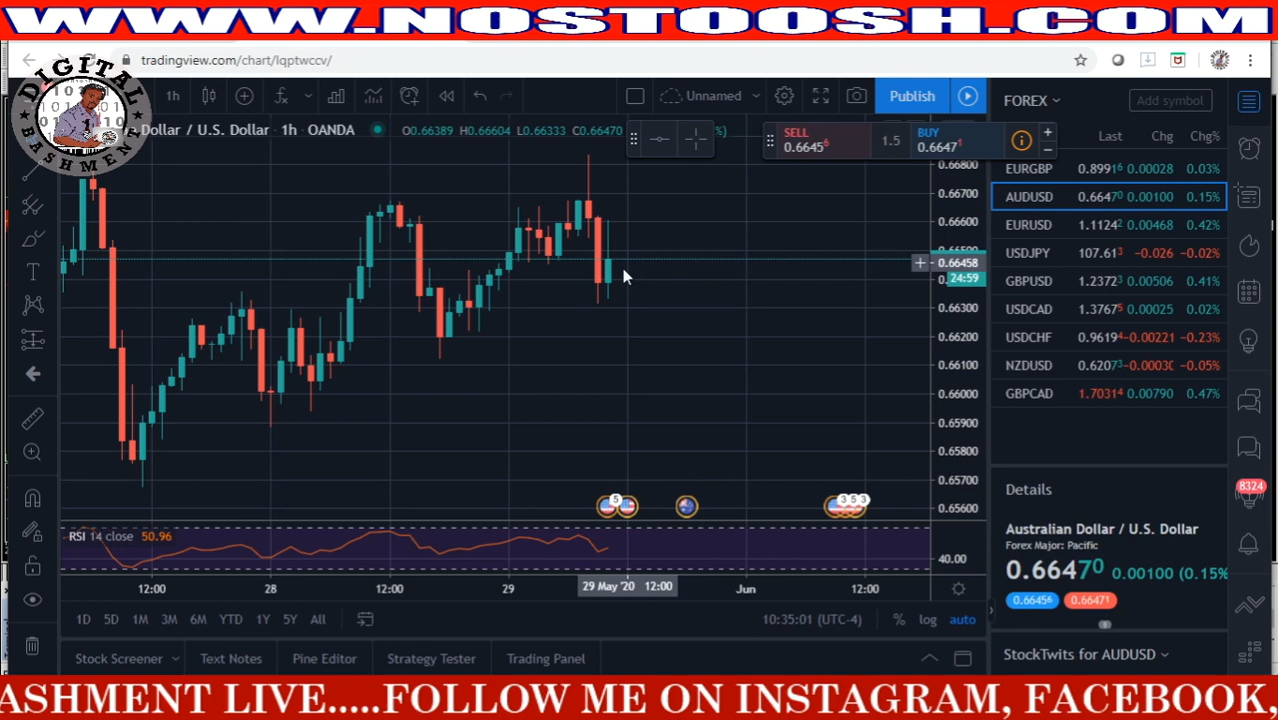 WWW.NOSTOOSH.COM
tradingview.com/chart/lqptwccv/
DIGITAL
BASHMENT
1h
Unnamed
Publish
FOREX
Add symbol
Dollar / U.S. Dollar 1h OANDA
O0.66389 H0.66604 L0.66333 C0.66470
%)
SELL
0.66456
1.5
BUY
0.66471
Last Chg Chg%
EURGBP 0.89916 0.00028 0.03%
AUDUSD 0.66470 0.00100 0.15%
EURUSD 1.11242 0.00468 0.42%
USDJPY 107.613 -0.026 -0.02%
GBPUSD 1.23723 0.00506 0.41%
USDCAD 1.37675 0.00025 0.02%
USDCHF 0.96194 -0.00221 -0.23%
NZDUSD 0.62073 -0.00030 -0.05%
GBPCAD 1.70314 0.00790 0.47%
0.66800
0.66700
0.66600
0.66458
24:59
0.66300
0.66200
0.66100
0.66000
0.65900
0.65800
0.65700
0.65600
5
3 5 3
RSI 14 close 50.96
40.00
12:00 28 12:00 29 29 May '20 12:00 Jun 12:00
1D 5D 1M 3M 6M YTD 1Y 5Y All
10:35:01 (UTC-4) % log auto
Stock Screener Text Notes Pine Editor Strategy Tester Trading Panel
8324
Details
Australian Dollar / U.S. Dollar
Forex Major: Pacific
0.66470 0.00100 (0.15%
0.66456 0.66471
StockTwits for AUDUSD
ASHMENT LIVE.....FOLLOW ME ON INSTAGRAM, FACEBOOK,